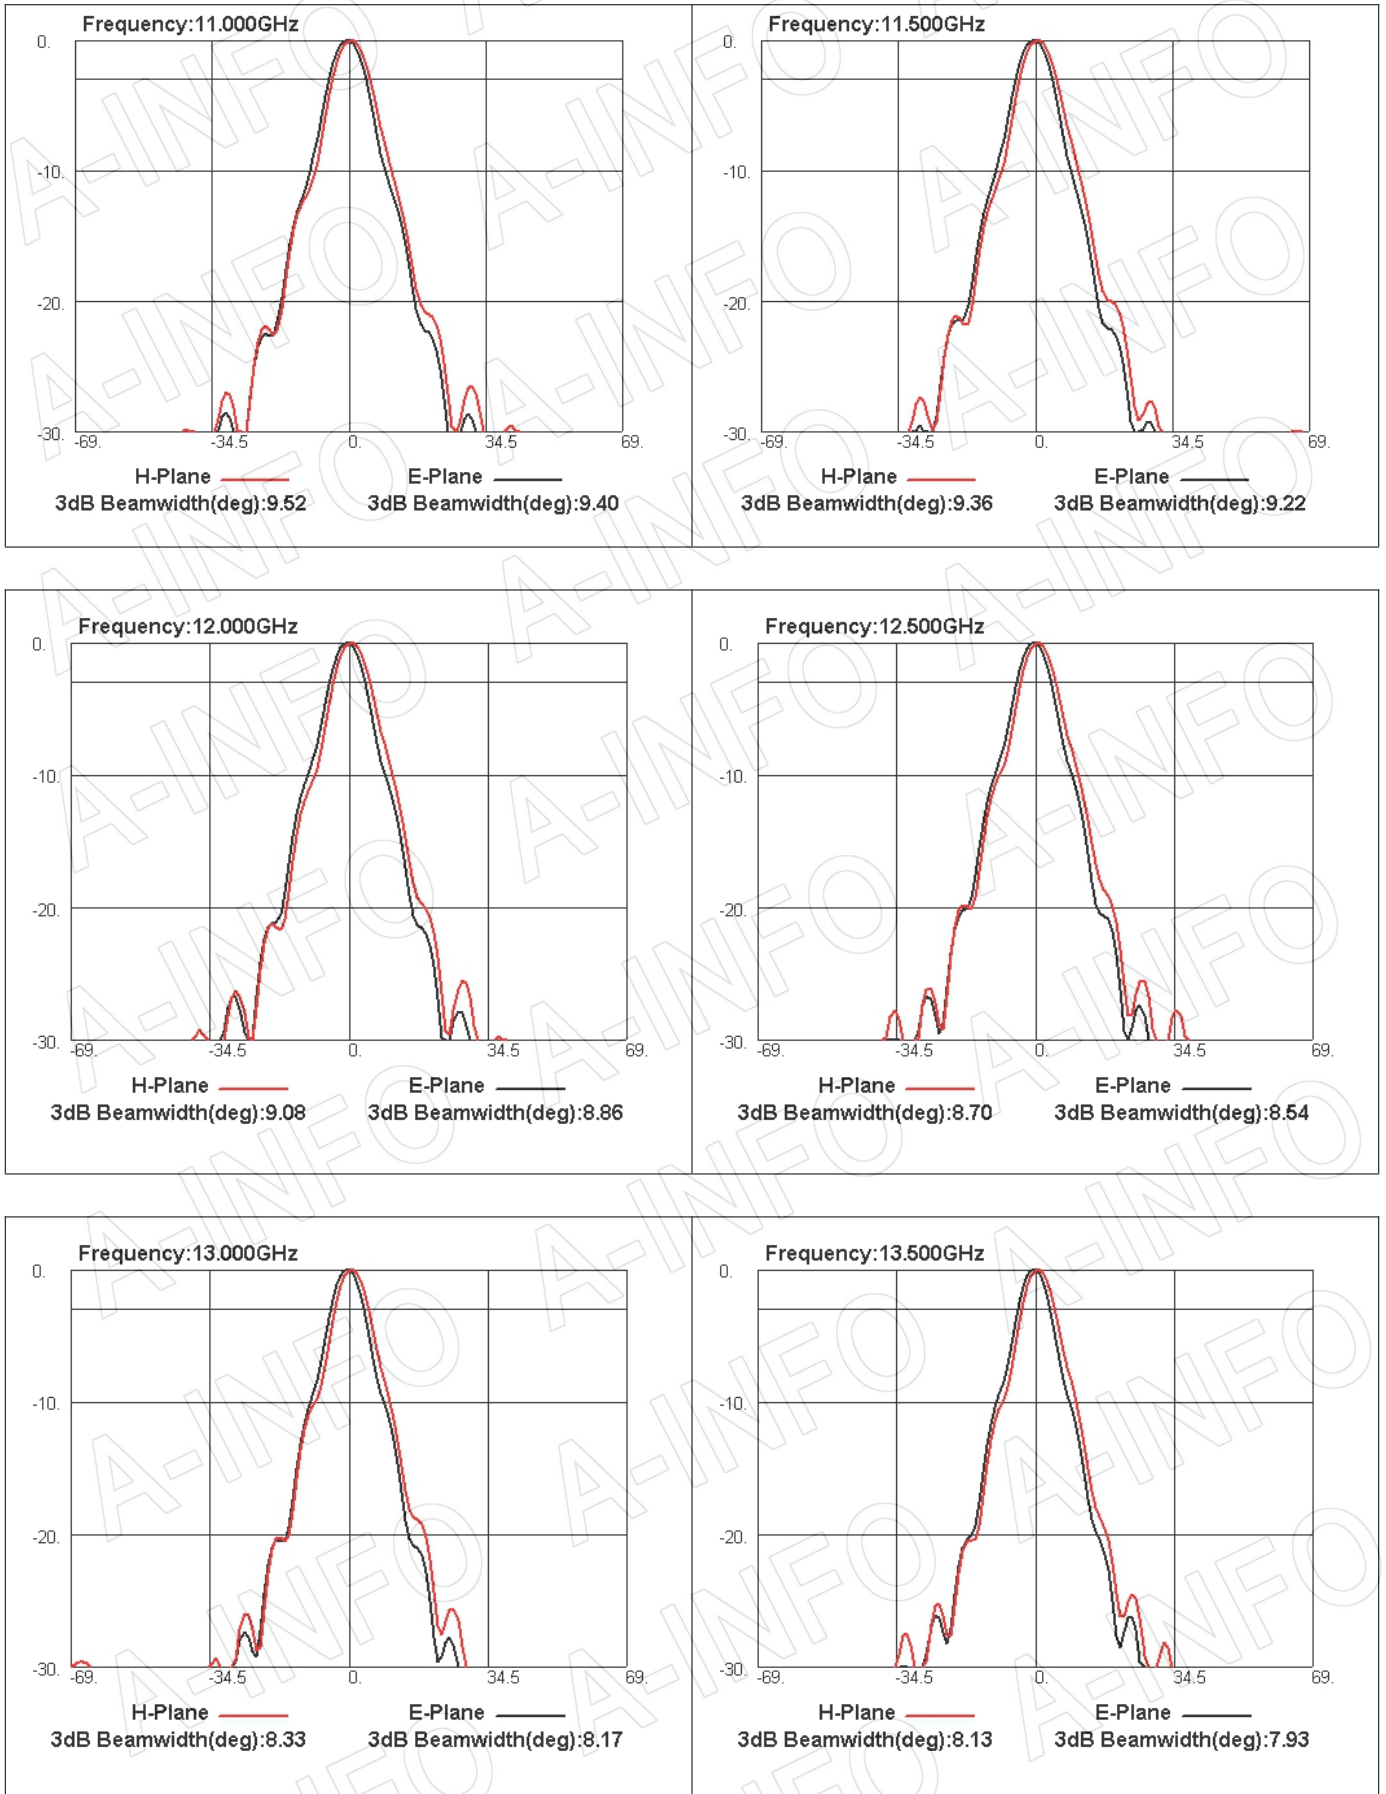 Frequency:11.000GHz
0.
-10.
-20.
-30.
-69. -34.5 0. 34.5 69.
H-Plane E-Plane
3dB Beamwidth(deg):9.52 3dB Beamwidth(deg):9.40
Frequency:11.500GHz
0.
-10.
-20.
-30.
-69. -34.5 0. 34.5 69.
H-Plane E-Plane
3dB Beamwidth(deg):9.36 3dB Beamwidth(deg):9.22
Frequency:12.000GHz
0.
-10.
-20.
-30.
-69. -34.5 0. 34.5 69.
H-Plane E-Plane
3dB Beamwidth(deg):9.08 3dB Beamwidth(deg):8.86
Frequency:12.500GHz
0.
-10.
-20.
-30.
-69. -34.5 0. 34.5 69.
H-Plane E-Plane
3dB Beamwidth(deg):8.70 3dB Beamwidth(deg):8.54
Frequency:13.000GHz
0.
-10.
-20.
-30.
-69. -34.5 0. 34.5 69.
H-Plane E-Plane
3dB Beamwidth(deg):8.33 3dB Beamwidth(deg):8.17
Frequency:13.500GHz
0.
-10.
-20.
-30.
-69. -34.5 0. 34.5 69.
H-Plane E-Plane
3dB Beamwidth(deg):8.13 3dB Beamwidth(deg):7.93
A-INFO